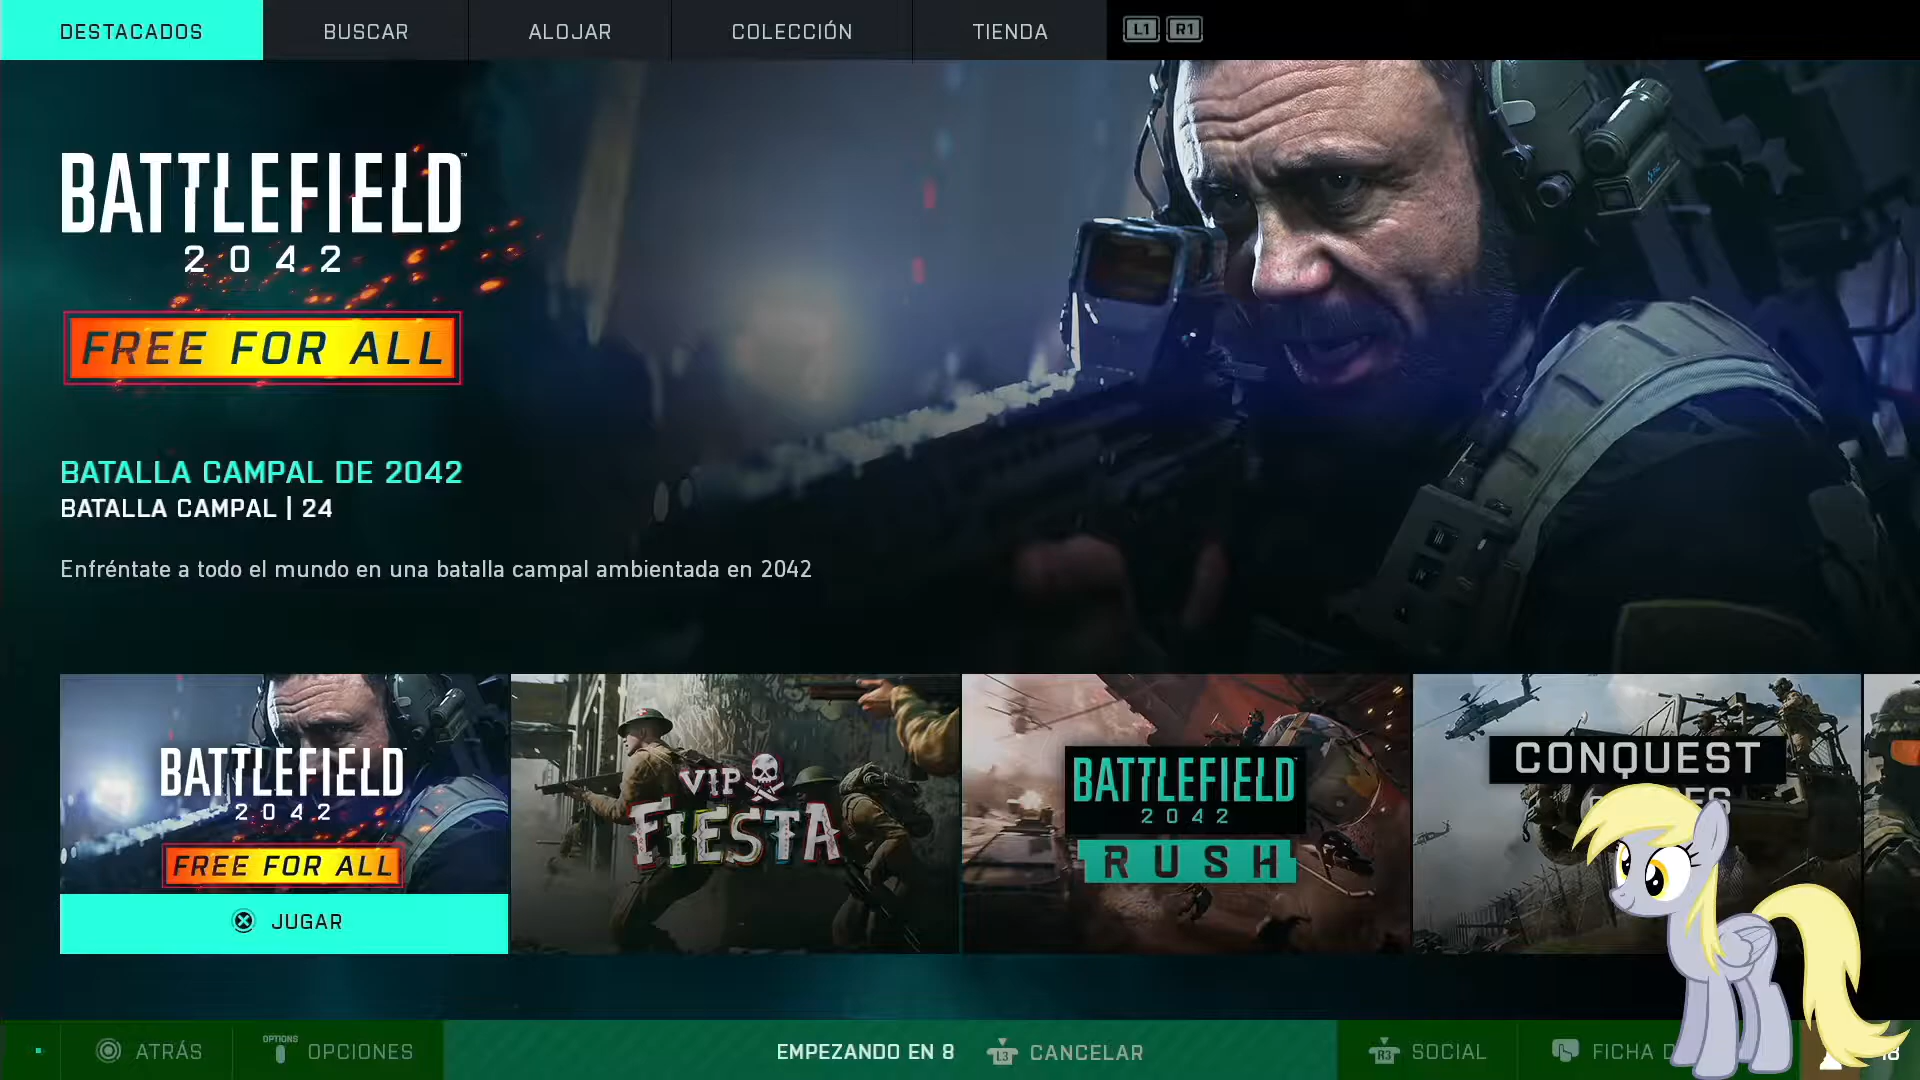 DESTACADOS
BUSCAR
ALOJAR
COLECCIÓN
TIENDA
L1
R1
BATTLEFIELD™
2042
FREE FOR ALL
BATALLA CAMPAL DE 2042
BATALLA CAMPAL | 24
Enfréntate a todo el mundo en una batalla campal ambientada en 2042
BATTLEFIELD
2042
FREE FOR ALL
JUGAR
VIP
FIESTA
BATTLEFIELD
2042
RUSH
CONQUEST
ATRÁS
OPTIONS
OPCIONES
EMPEZANDO EN 8
L3
CANCELAR
R3
SOCIAL
FICHA